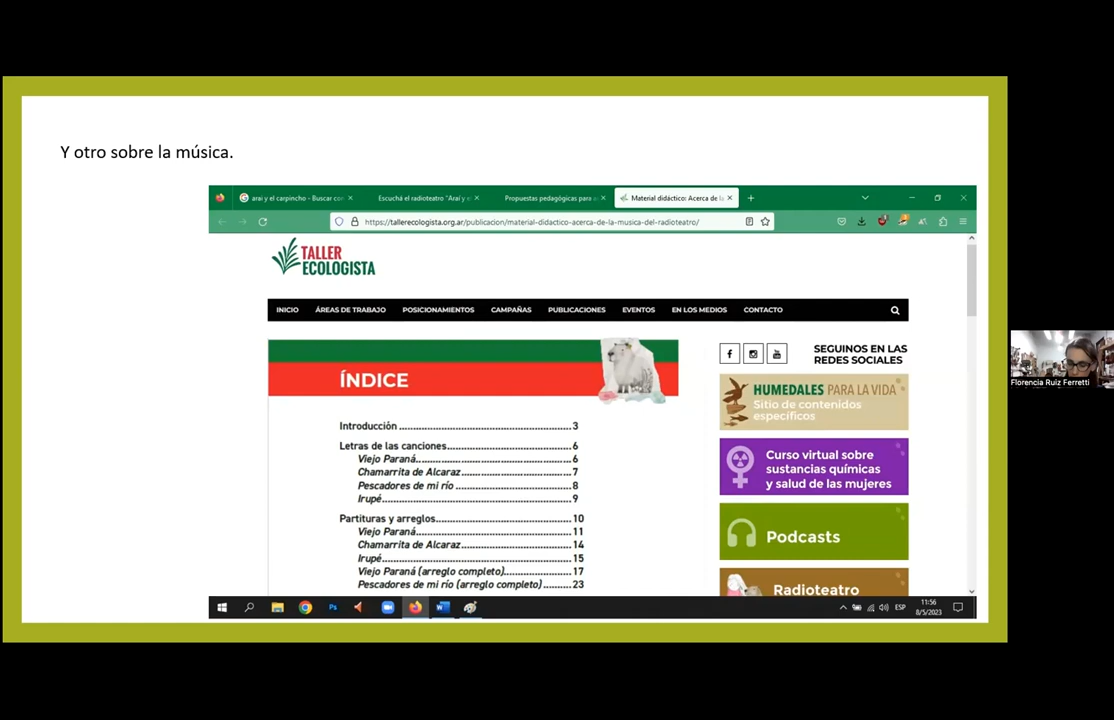 Y otro sobre la música.
arai y el carpincho - Buscar con
Escuchá el radioteatro "Araí y e
Propuestas pedagógicas para
Material didáctico: Acerca de la
https://tallerecologista.org.ar/publicacion/material-didactico-acerca-de-la-musica-del-radioteatro/
TALLER
ECOLOGISTA
INICIO ÁREAS DE TRABAJO POSICIONAMIENTOS CAMPAÑAS PUBLICACIONES EVENTOS EN LOS MEDIOS CONTACTO
ÍNDICE
Introducción 3
Letras de las canciones 6
Viejo Paraná 6
Chamarrita de Alcaraz 7
Pescadores de mi río 8
Irupé 9
Partituras y arreglos 10
Viejo Paraná 11
Chamarrita de Alcaraz 14
Irupé 15
Viejo Paraná (arreglo completo) 17
Pescadores de mi río (arreglo completo) 23
SEGUINOS EN LAS
REDES SOCIALES
HUMEDALES PARA LA VIDA
Sitio de contenidos
específicos
Curso virtual sobre
sustancias químicas
y salud de las mujeres
Podcasts
Radioteatro
ESP
11:56
8/5/2023
Florencia Ruiz Ferretti